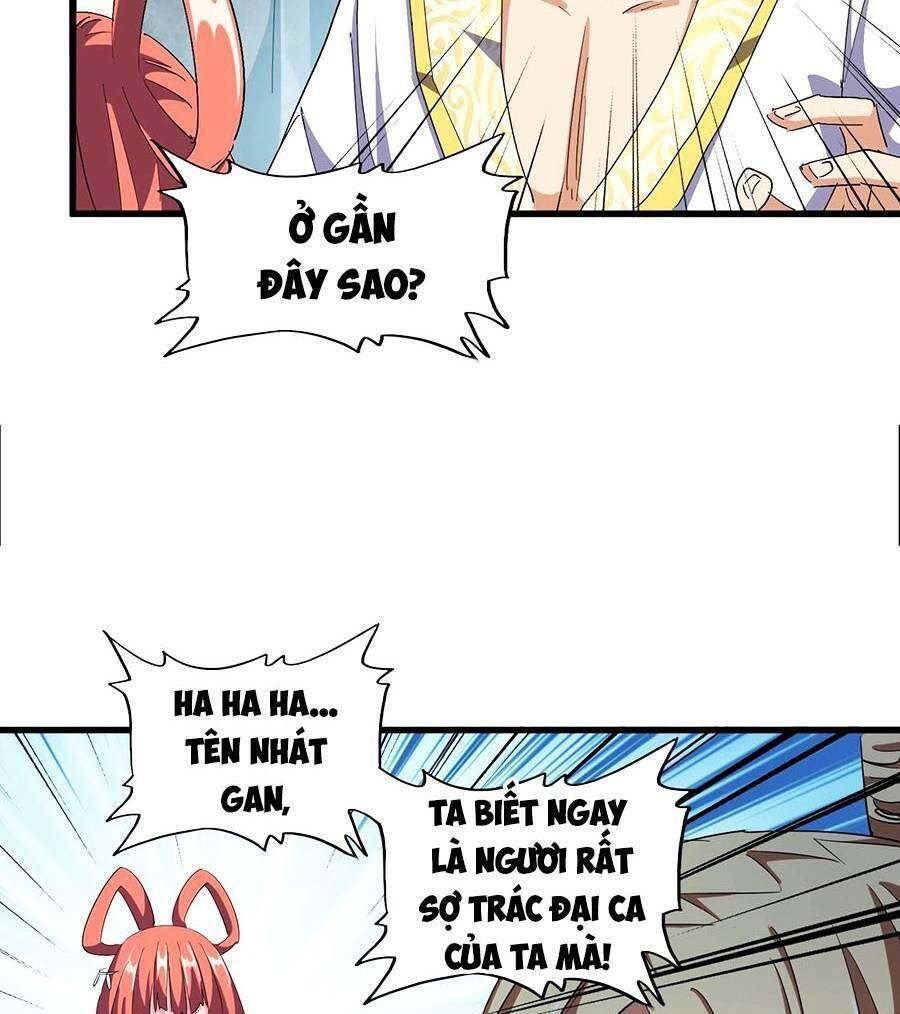 Ở GẦN
ĐÂY SAO?
HA HA HA...
TÊN NHÁT
GAN,
TA BIẾT NGAY
LÀ NGƯƠI RẤT
SỢ TRÁC ĐẠI CA
CỦA TA MÀ!